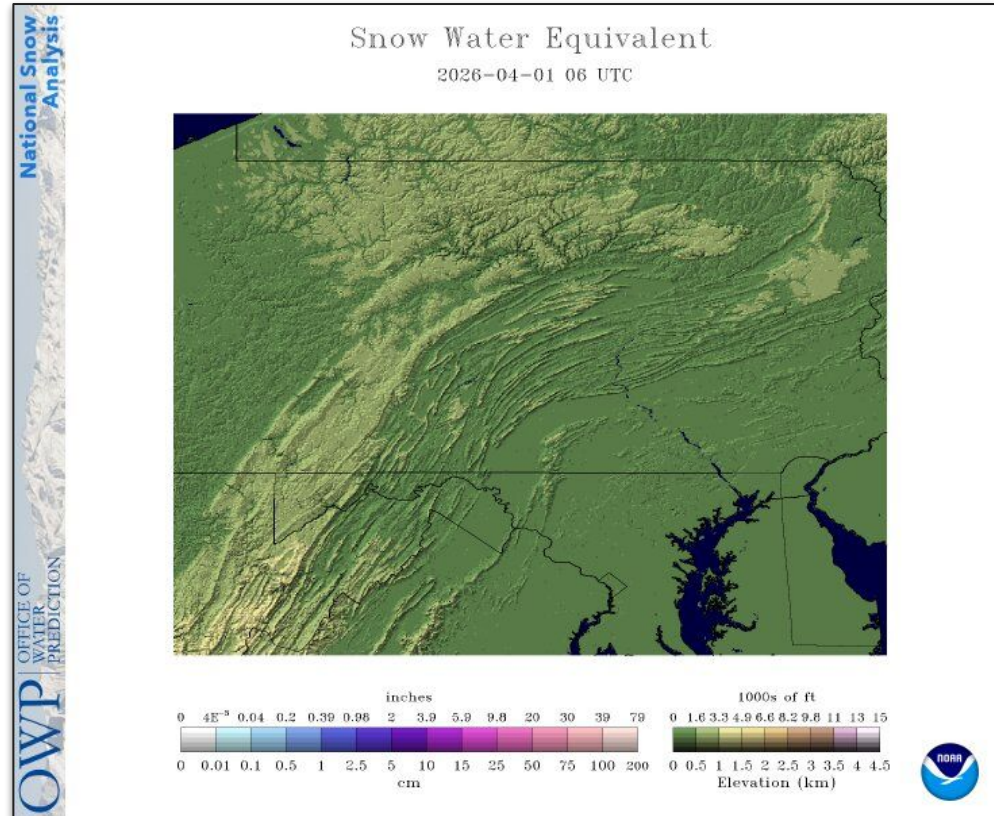 National Snow
Analysis
OWP
OFFICE OF
WATER
PREDICTION
Snow Water Equivalent
2026-04-01 06 UTC
inches
0 4E⁻³ 0.04 0.2 0.39 0.98 2 3.9 5.9 9.8 20 30 39 79
0 0.01 0.1 0.5 1 2.5 5 10 15 25 50 75 100 200
cm
1000s of ft
0 1.6 3.3 4.9 6.6 8.2 9.8 11 13 15
0 0.5 1 1.5 2 2.5 3 3.5 4 4.5
Elevation (km)
NOAA